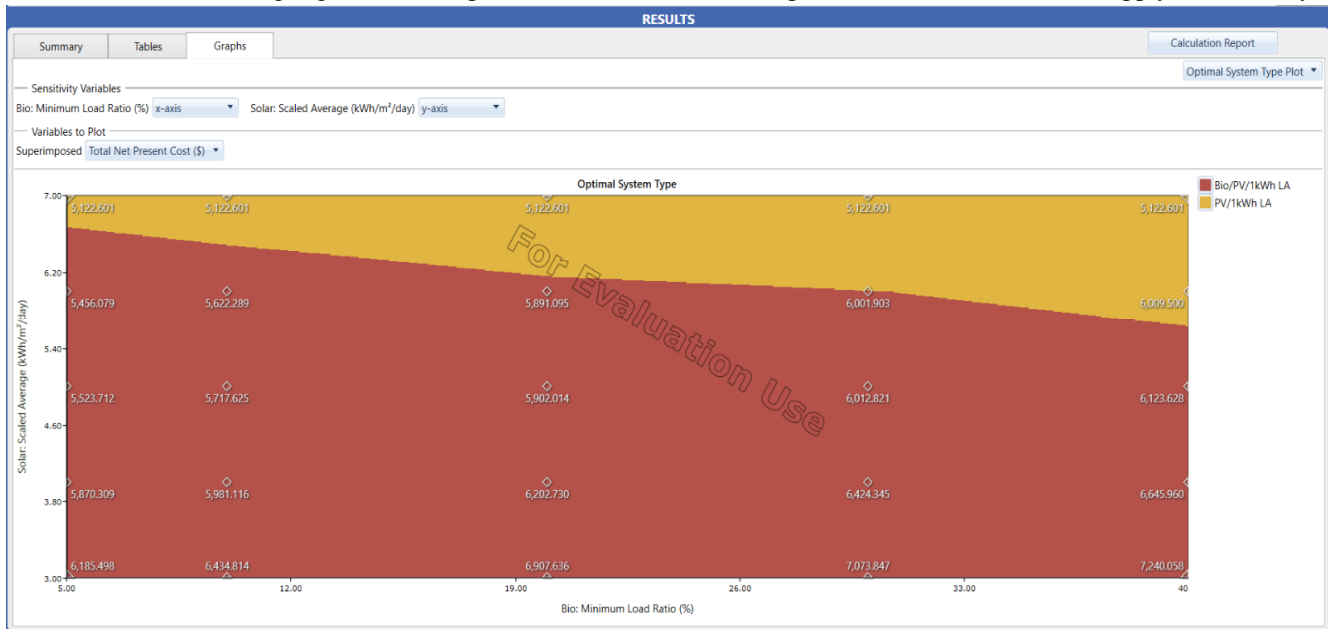 RESULTS
Summary Tables Graphs Calculation Report
Optimal System Type Plot
Sensitivity Variables
Bio: Minimum Load Ratio (%) x-axis Solar: Scaled Average (kWh/m²/day) y-axis
Variables to Plot
Superimposed Total Net Present Cost ($)
Optimal System Type
Bio/PV/1kWh LA
PV/1kWh LA
7.00
5,122.601 5,122.601 5,122.601 5,122.601 5,122.601
6.20
5,456.079 5,622.289 5,891.095 6,001.903 6,009.500
5.40
5,523.712 5,717.625 5,902.014 6,012.821 6,123.628
4.60
5,870.309 5,981.116 6,202.730 6,424.345 6,645.960
3.80
6,185.498 6,434.814 6,907.636 7,073.847 7,240.058
3.00
5.00 12.00 19.00 26.00 33.00 40
Solar: Scaled Average (kWh/m²/day)
Bio: Minimum Load Ratio (%)
For Evaluation Use